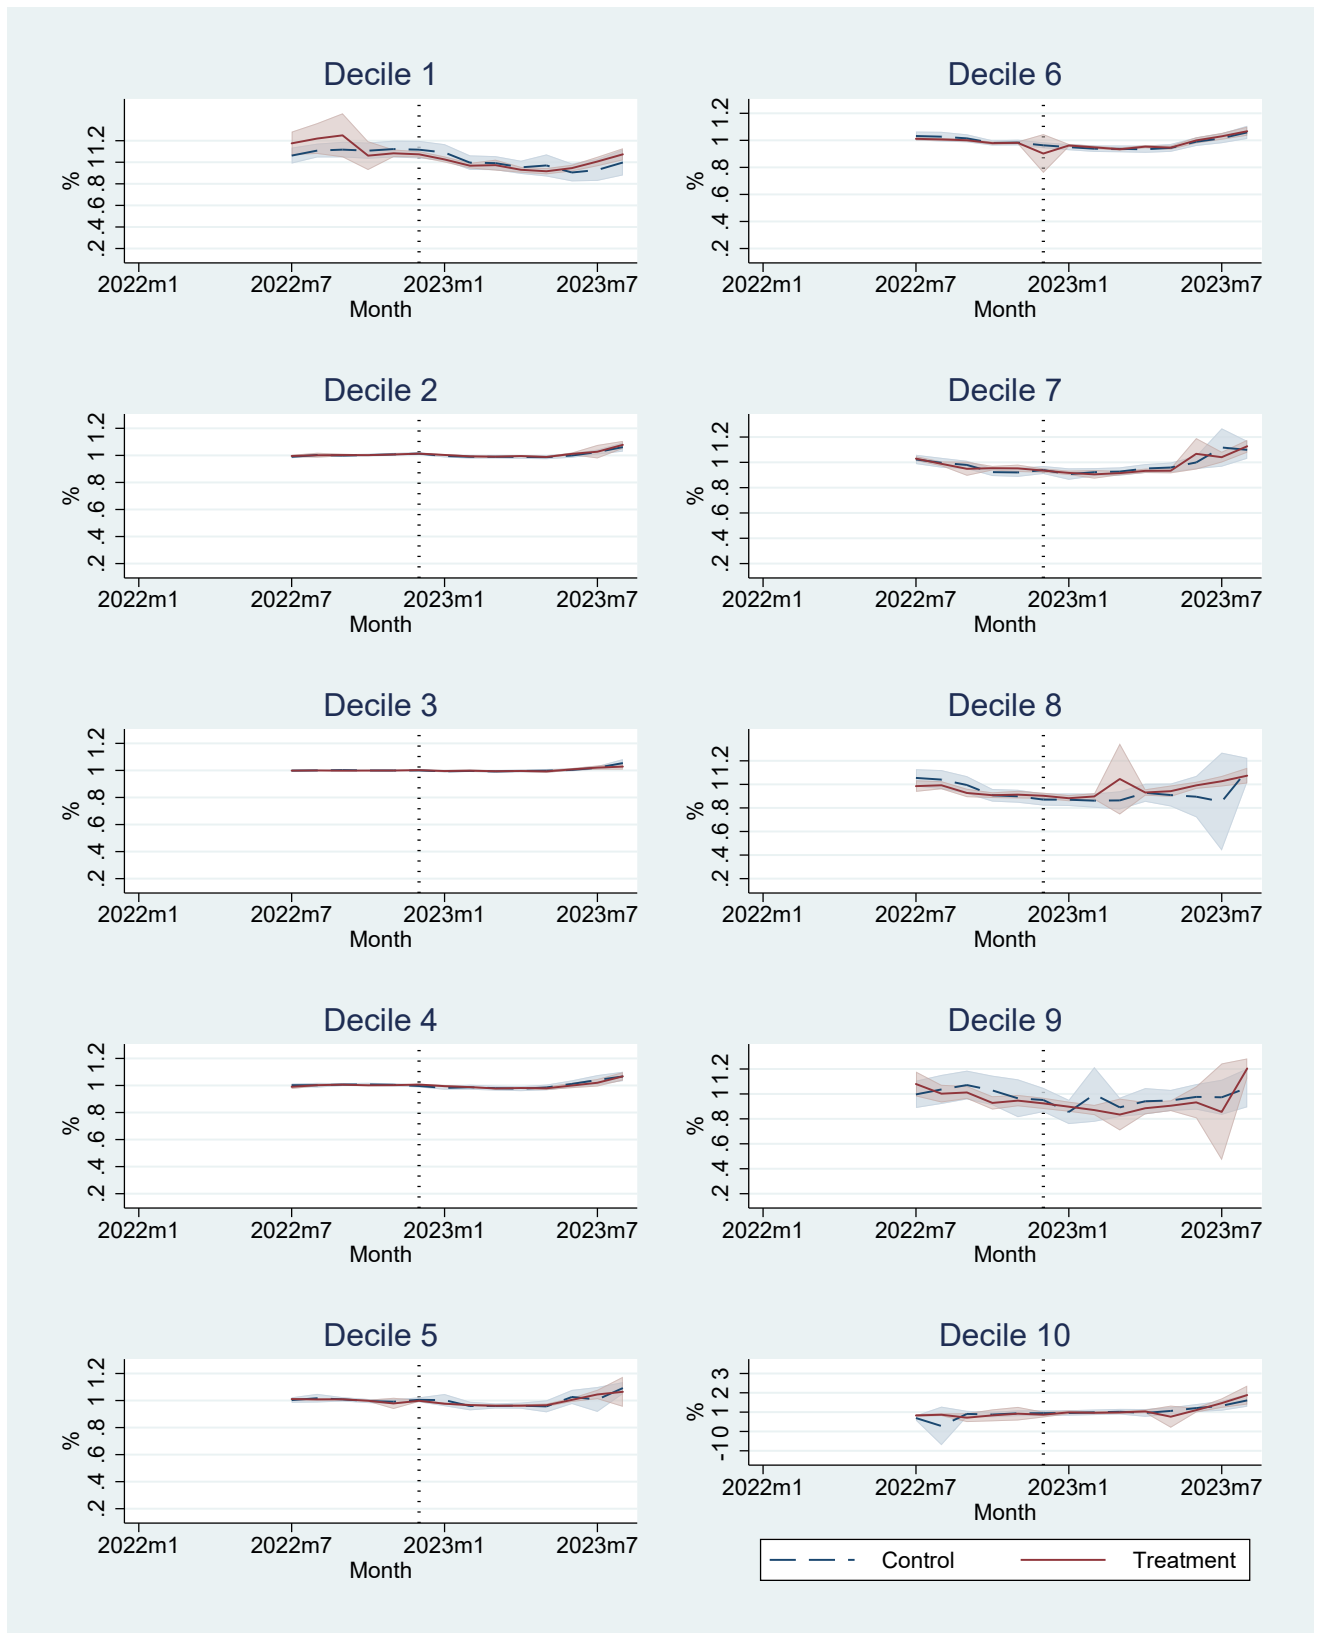 Decile 1
%
.2 .4 .6 .8 1 1.2
2022m1 2022m7 2023m1 2023m7
Month
Decile 2
%
.2 .4 .6 .8 1 1.2
2022m1 2022m7 2023m1 2023m7
Month
Decile 3
%
.2 .4 .6 .8 1 1.2
2022m1 2022m7 2023m1 2023m7
Month
Decile 4
%
.2 .4 .6 .8 1 1.2
2022m1 2022m7 2023m1 2023m7
Month
Decile 5
%
.2 .4 .6 .8 1 1.2
2022m1 2022m7 2023m1 2023m7
Month
Decile 6
%
.2 .4 .6 .8 1 1.2
2022m1 2022m7 2023m1 2023m7
Month
Decile 7
%
.2 .4 .6 .8 1 1.2
2022m1 2022m7 2023m1 2023m7
Month
Decile 8
%
.2 .4 .6 .8 1 1.2
2022m1 2022m7 2023m1 2023m7
Month
Decile 9
%
.2 .4 .6 .8 1 1.2
2022m1 2022m7 2023m1 2023m7
Month
Decile 10
%
-1 0 1 2 3
2022m1 2022m7 2023m1 2023m7
Month
Control Treatment